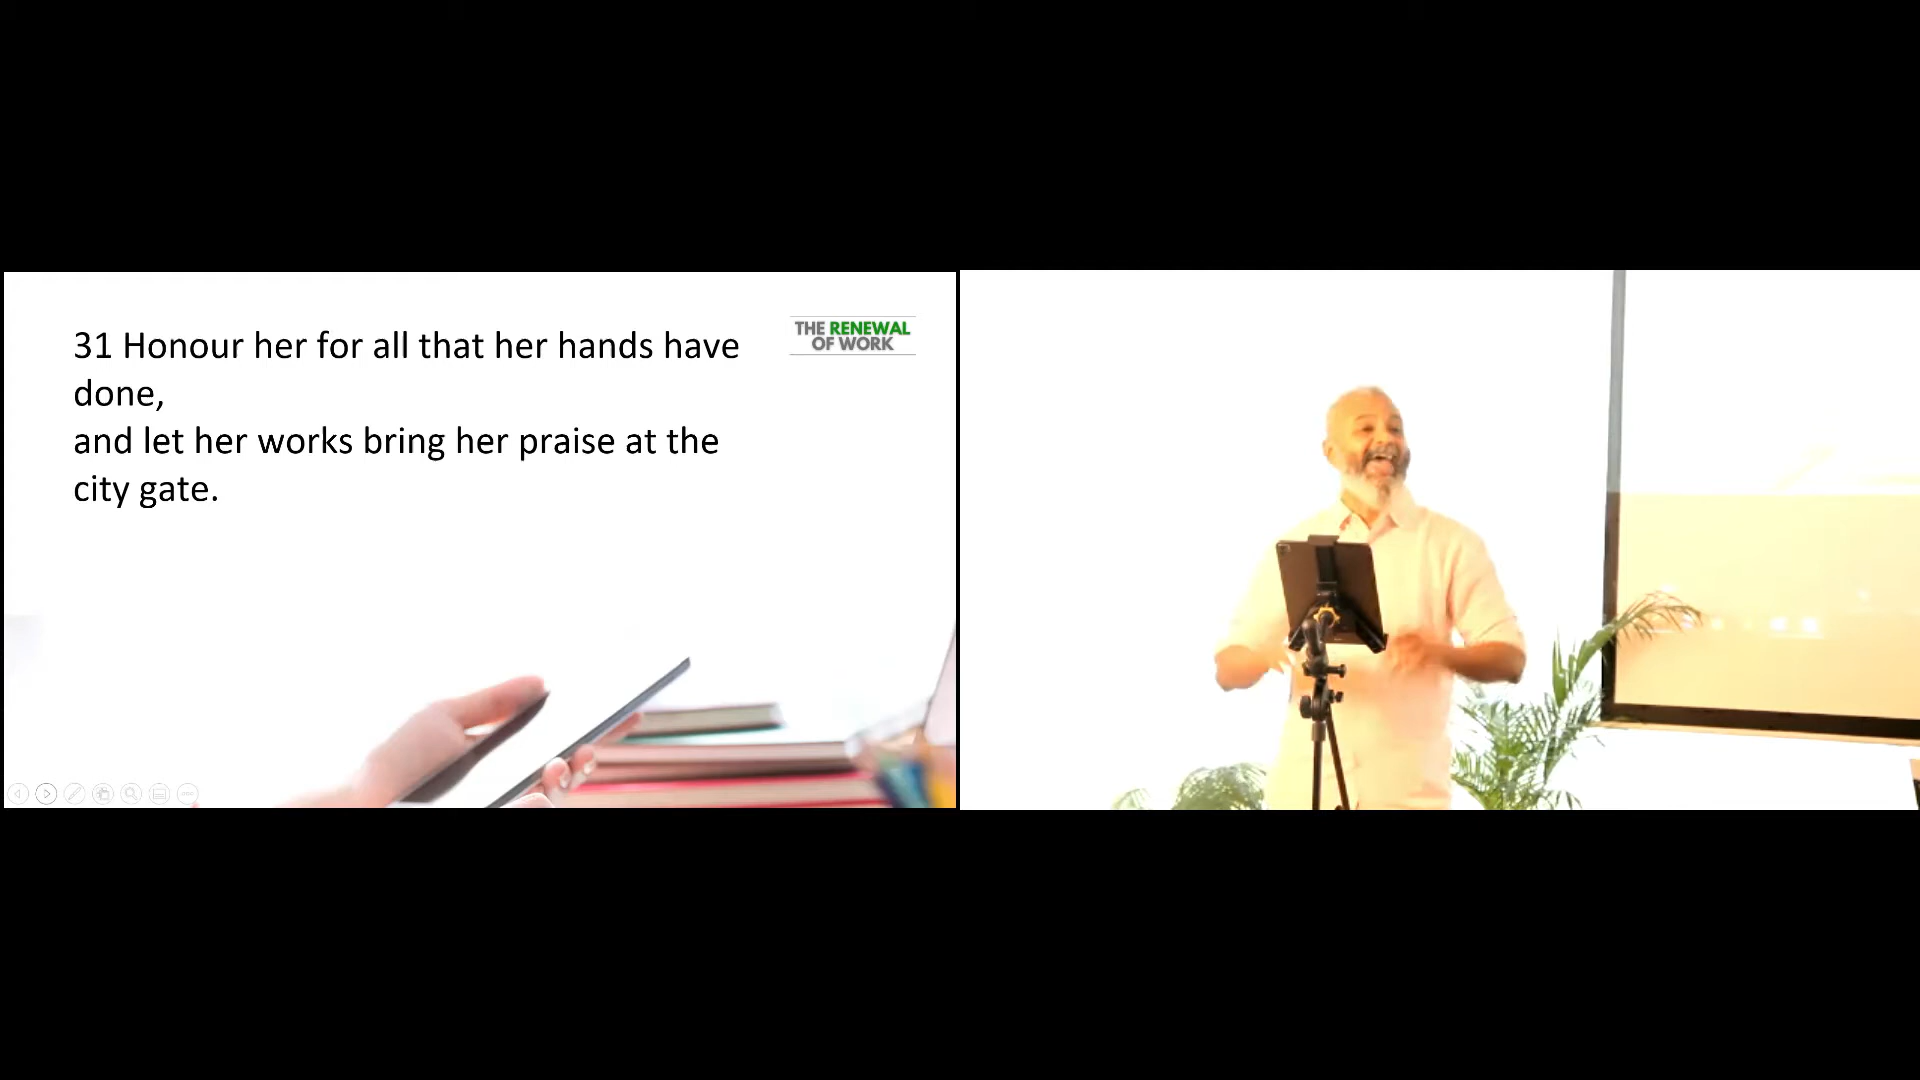 31 Honour her for all that her hands have
done,
and let her works bring her praise at the
city gate.
THE RENEWAL
OF WORK